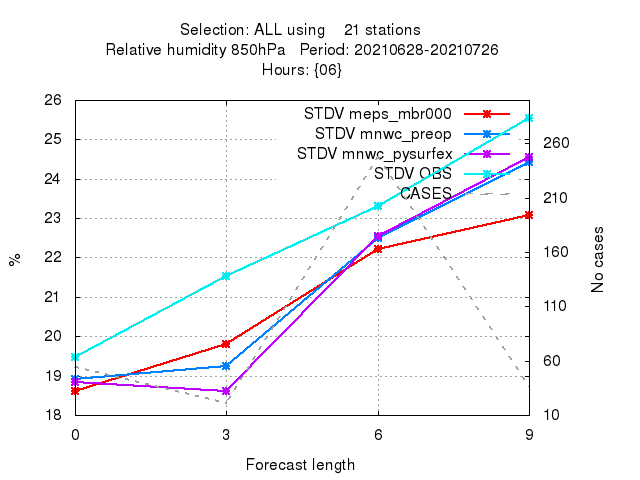 Selection: ALL using    21 stations
Relative humidity 850hPa   Period: 20210628-20210726
Hours: {06}
STDV meps_mbr000
STDV mnwc_preop
STDV mnwc_pysurfex
STDV OBS
CASES
%
26
25
24
23
22
21
20
19
18
No cases
260
210
160
110
60
10
0 3 6 9
Forecast length